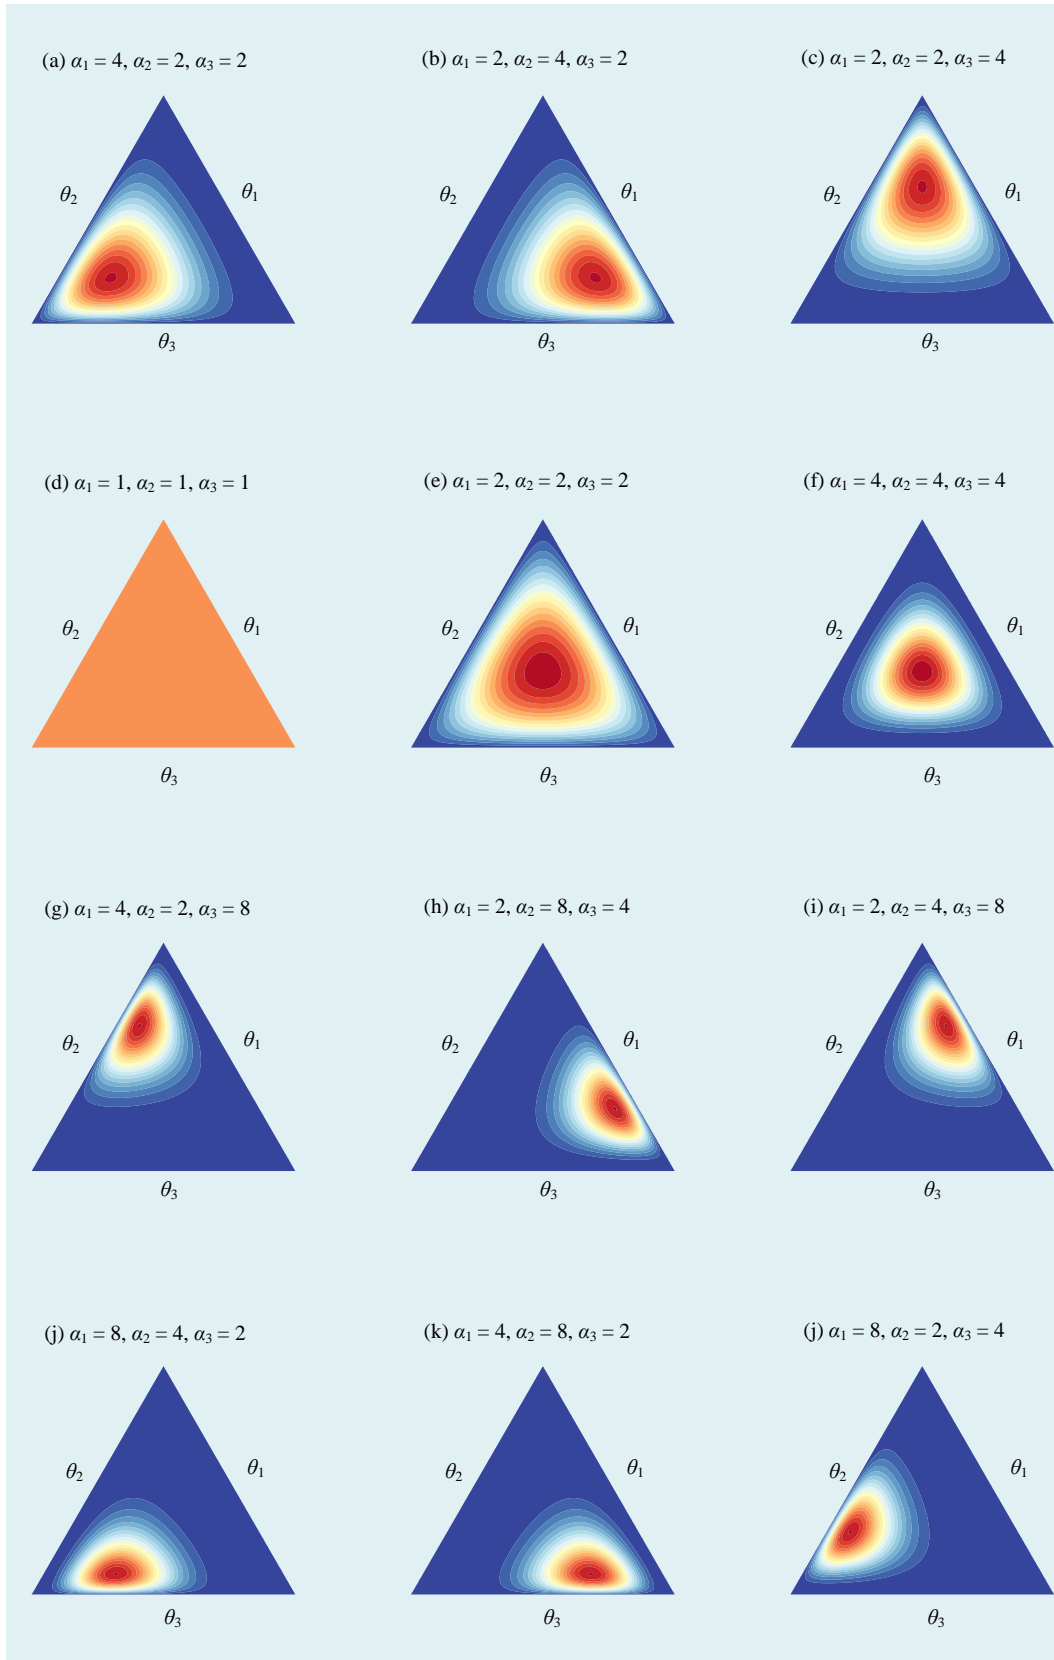 (a) α₁ = 4, α₂ = 2, α₃ = 2
(b) α₁ = 2, α₂ = 4, α₃ = 2
(c) α₁ = 2, α₂ = 2, α₃ = 4
θ₂
θ₁
θ₂
θ₁
θ₂
θ₁
θ₃
θ₃
θ₃
(d) α₁ = 1, α₂ = 1, α₃ = 1
(e) α₁ = 2, α₂ = 2, α₃ = 2
(f) α₁ = 4, α₂ = 4, α₃ = 4
θ₂
θ₁
θ₂
θ₁
θ₂
θ₁
θ₃
θ₃
θ₃
(g) α₁ = 4, α₂ = 2, α₃ = 8
(h) α₁ = 2, α₂ = 8, α₃ = 4
(i) α₁ = 2, α₂ = 4, α₃ = 8
θ₂
θ₁
θ₂
θ₁
θ₂
θ₁
θ₃
θ₃
θ₃
(j) α₁ = 8, α₂ = 4, α₃ = 2
(k) α₁ = 4, α₂ = 8, α₃ = 2
(j) α₁ = 8, α₂ = 2, α₃ = 4
θ₂
θ₁
θ₂
θ₁
θ₂
θ₁
θ₃
θ₃
θ₃